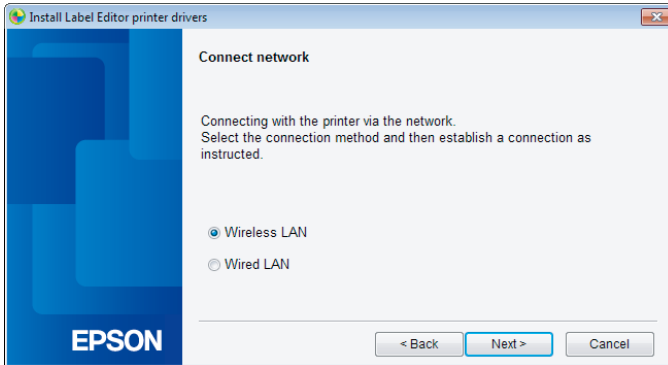 Install Label Editor printer drivers
Connect network
Connecting with the printer via the network.
Select the connection method and then establish a connection as
instructed.
Wireless LAN
Wired LAN
EPSON
< Back
Next >
Cancel